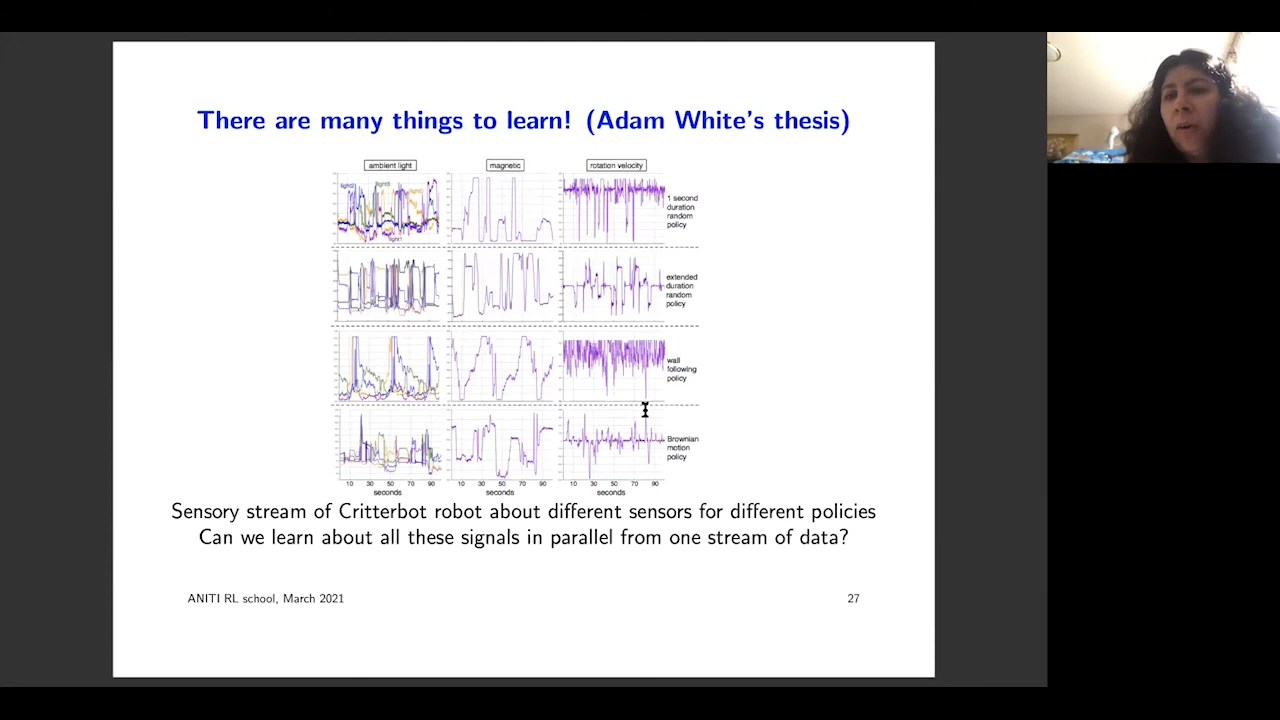 There are many things to learn! (Adam White's thesis)
ambient light magnetic rotation velocity
light2 light3
light1
1 second
duration
random
policy
extended
duration
random
policy
wall
following
policy
Brownian
motion
policy
10 30 50 70 90 10 30 50 70 90 10 30 50 70 90
seconds seconds seconds
Sensory stream of Critterbot robot about different sensors for different policies
Can we learn about all these signals in parallel from one stream of data?
ANITI RL school, March 2021 27